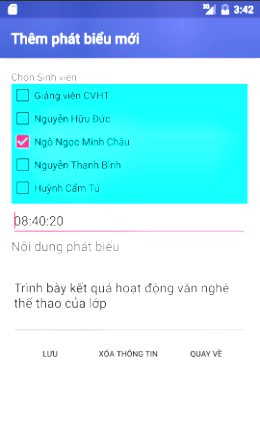 3G 3:42
Thêm phát biểu mới
Chọn Sinh viên
Giảng viên CVHT
Nguyễn Hữu Đức
Ngô Ngọc Minh Châu
Nguyễn Thanh Bình
Huỳnh Cẩm Tú
08:40:20
Nội dung phát biểu
Trình bày kết quả hoạt động văn nghệ
thể thao của lớp
LƯU XÓA THÔNG TIN QUAY VỀ